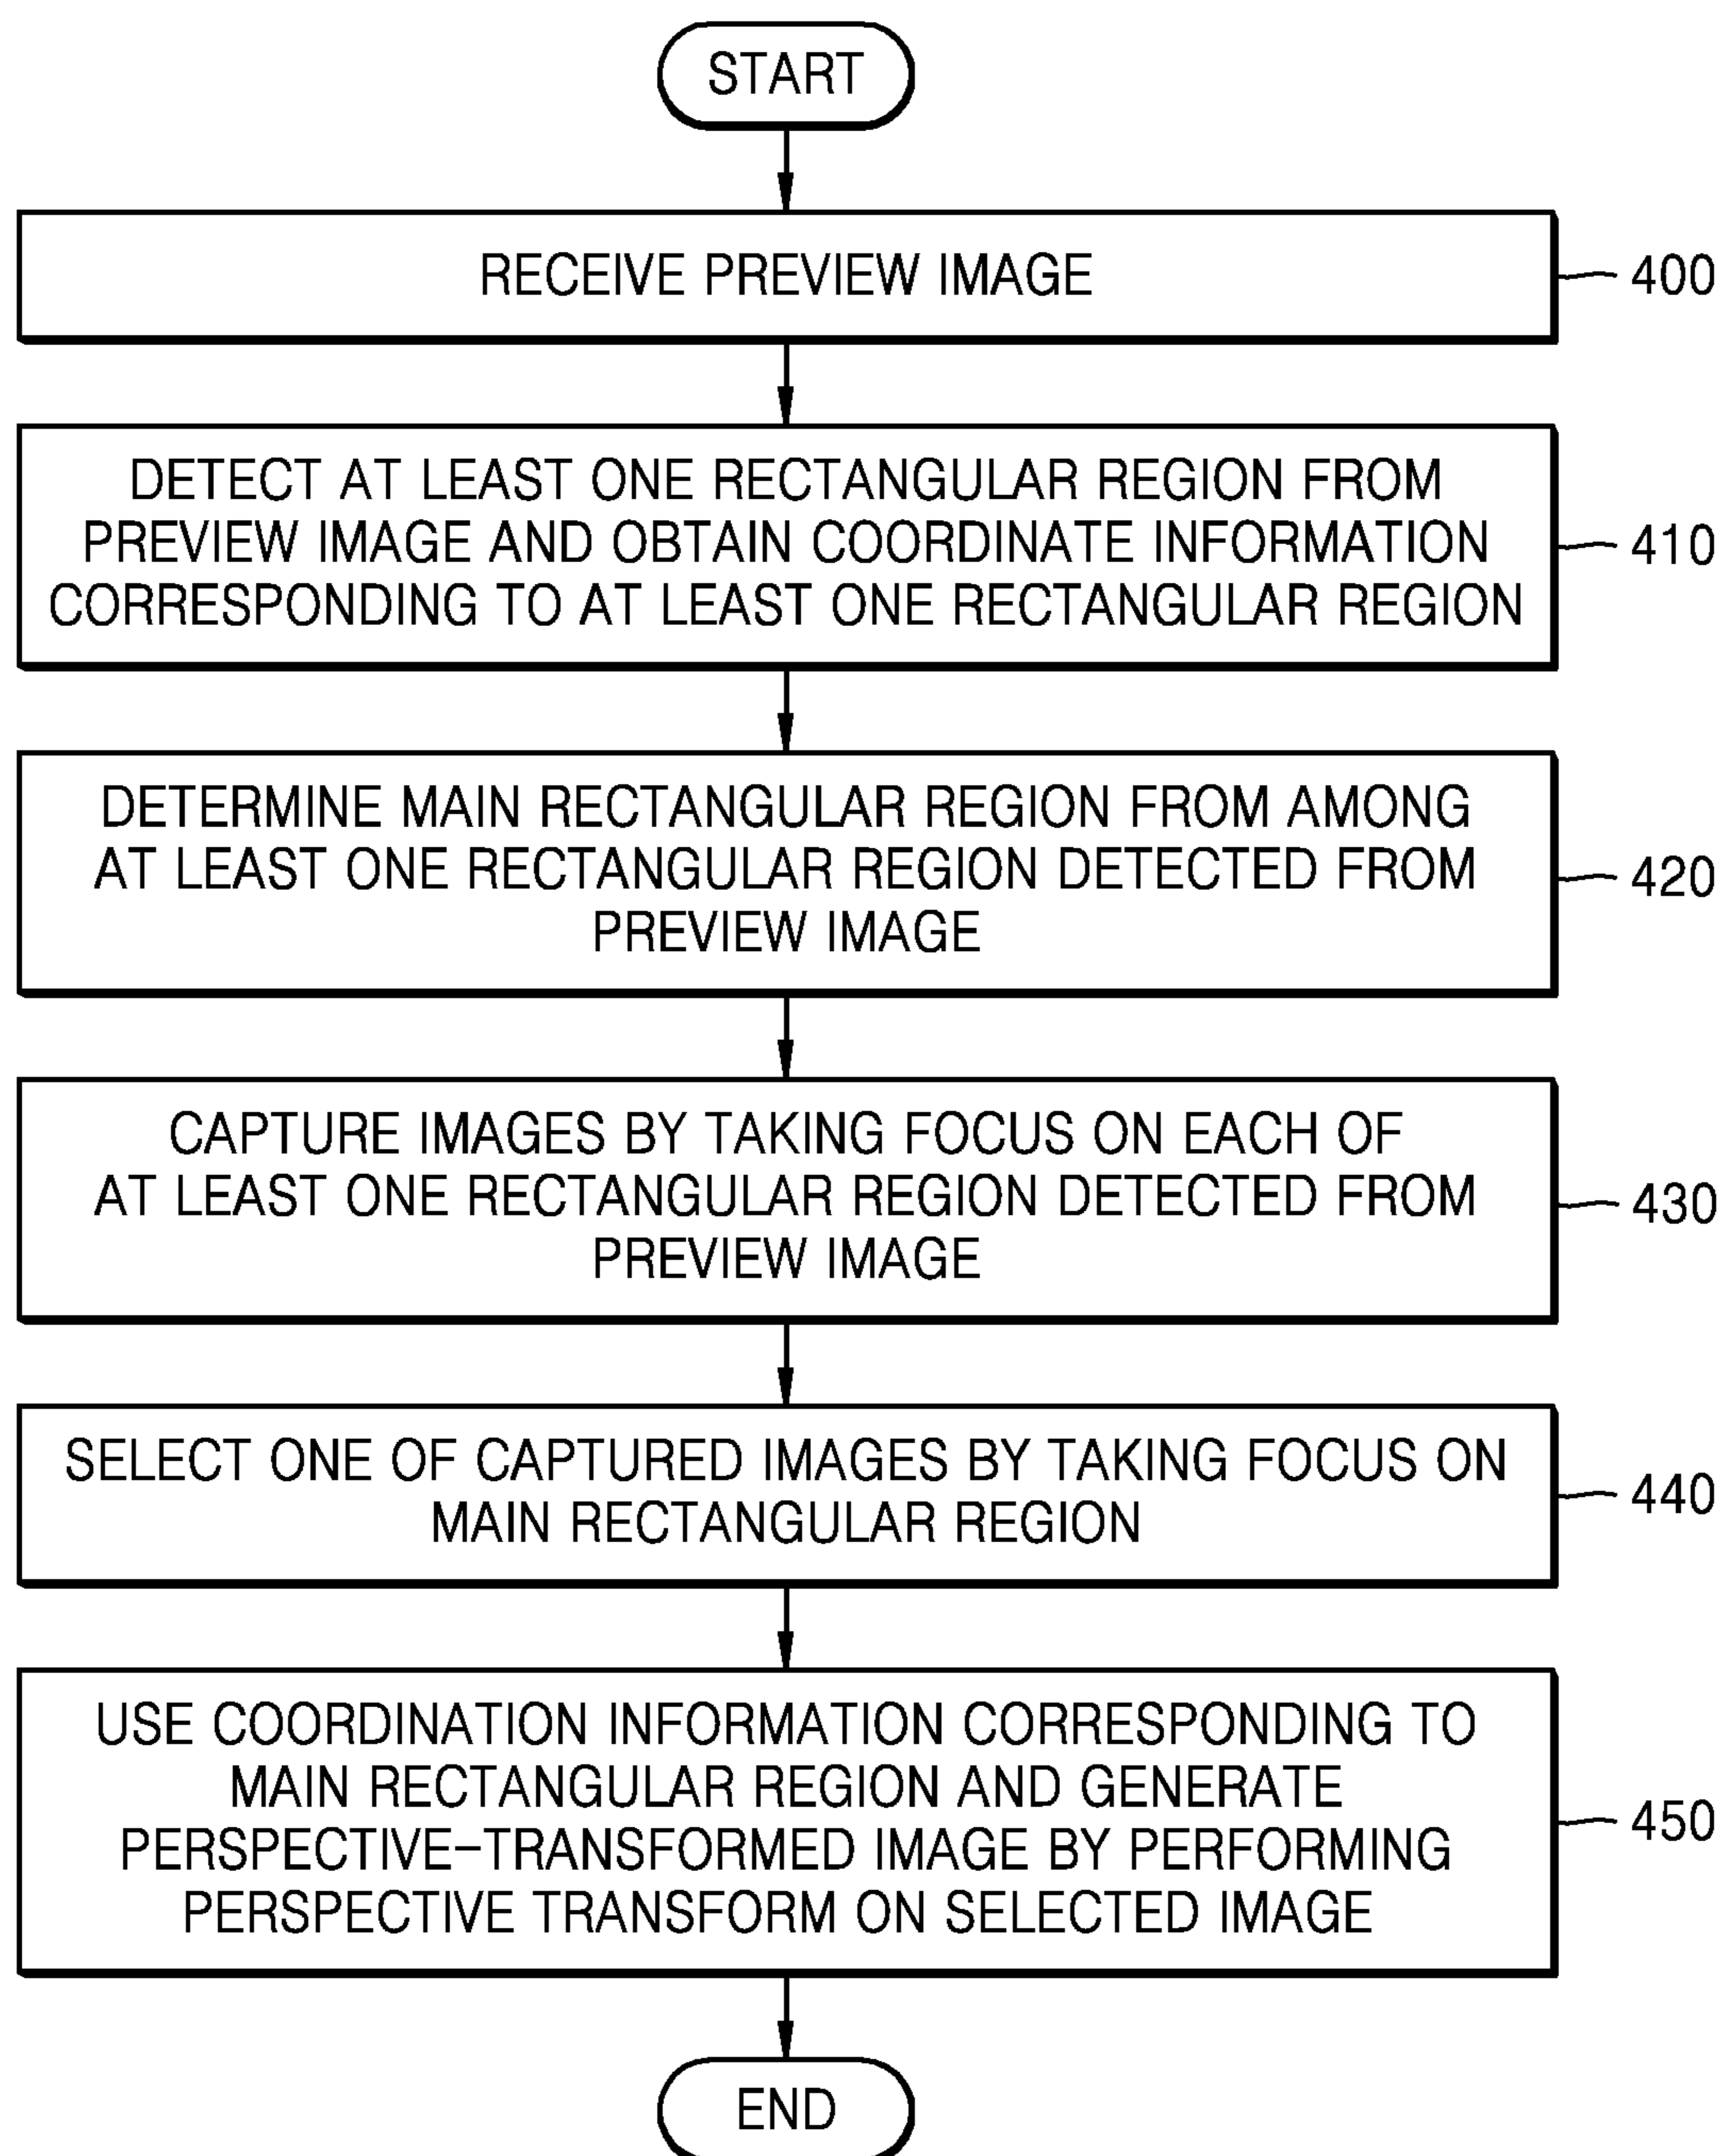 START
RECEIVE PREVIEW IMAGE
400
DETECT AT LEAST ONE RECTANGULAR REGION FROM
PREVIEW IMAGE AND OBTAIN COORDINATE INFORMATION
CORRESPONDING TO AT LEAST ONE RECTANGULAR REGION
410
DETERMINE MAIN RECTANGULAR REGION FROM AMONG
AT LEAST ONE RECTANGULAR REGION DETECTED FROM
PREVIEW IMAGE
420
CAPTURE IMAGES BY TAKING FOCUS ON EACH OF
AT LEAST ONE RECTANGULAR REGION DETECTED FROM
PREVIEW IMAGE
430
SELECT ONE OF CAPTURED IMAGES BY TAKING FOCUS ON
MAIN RECTANGULAR REGION
440
USE COORDINATION INFORMATION CORRESPONDING TO
MAIN RECTANGULAR REGION AND GENERATE
PERSPECTIVE-TRANSFORMED IMAGE BY PERFORMING
PERSPECTIVE TRANSFORM ON SELECTED IMAGE
450
END